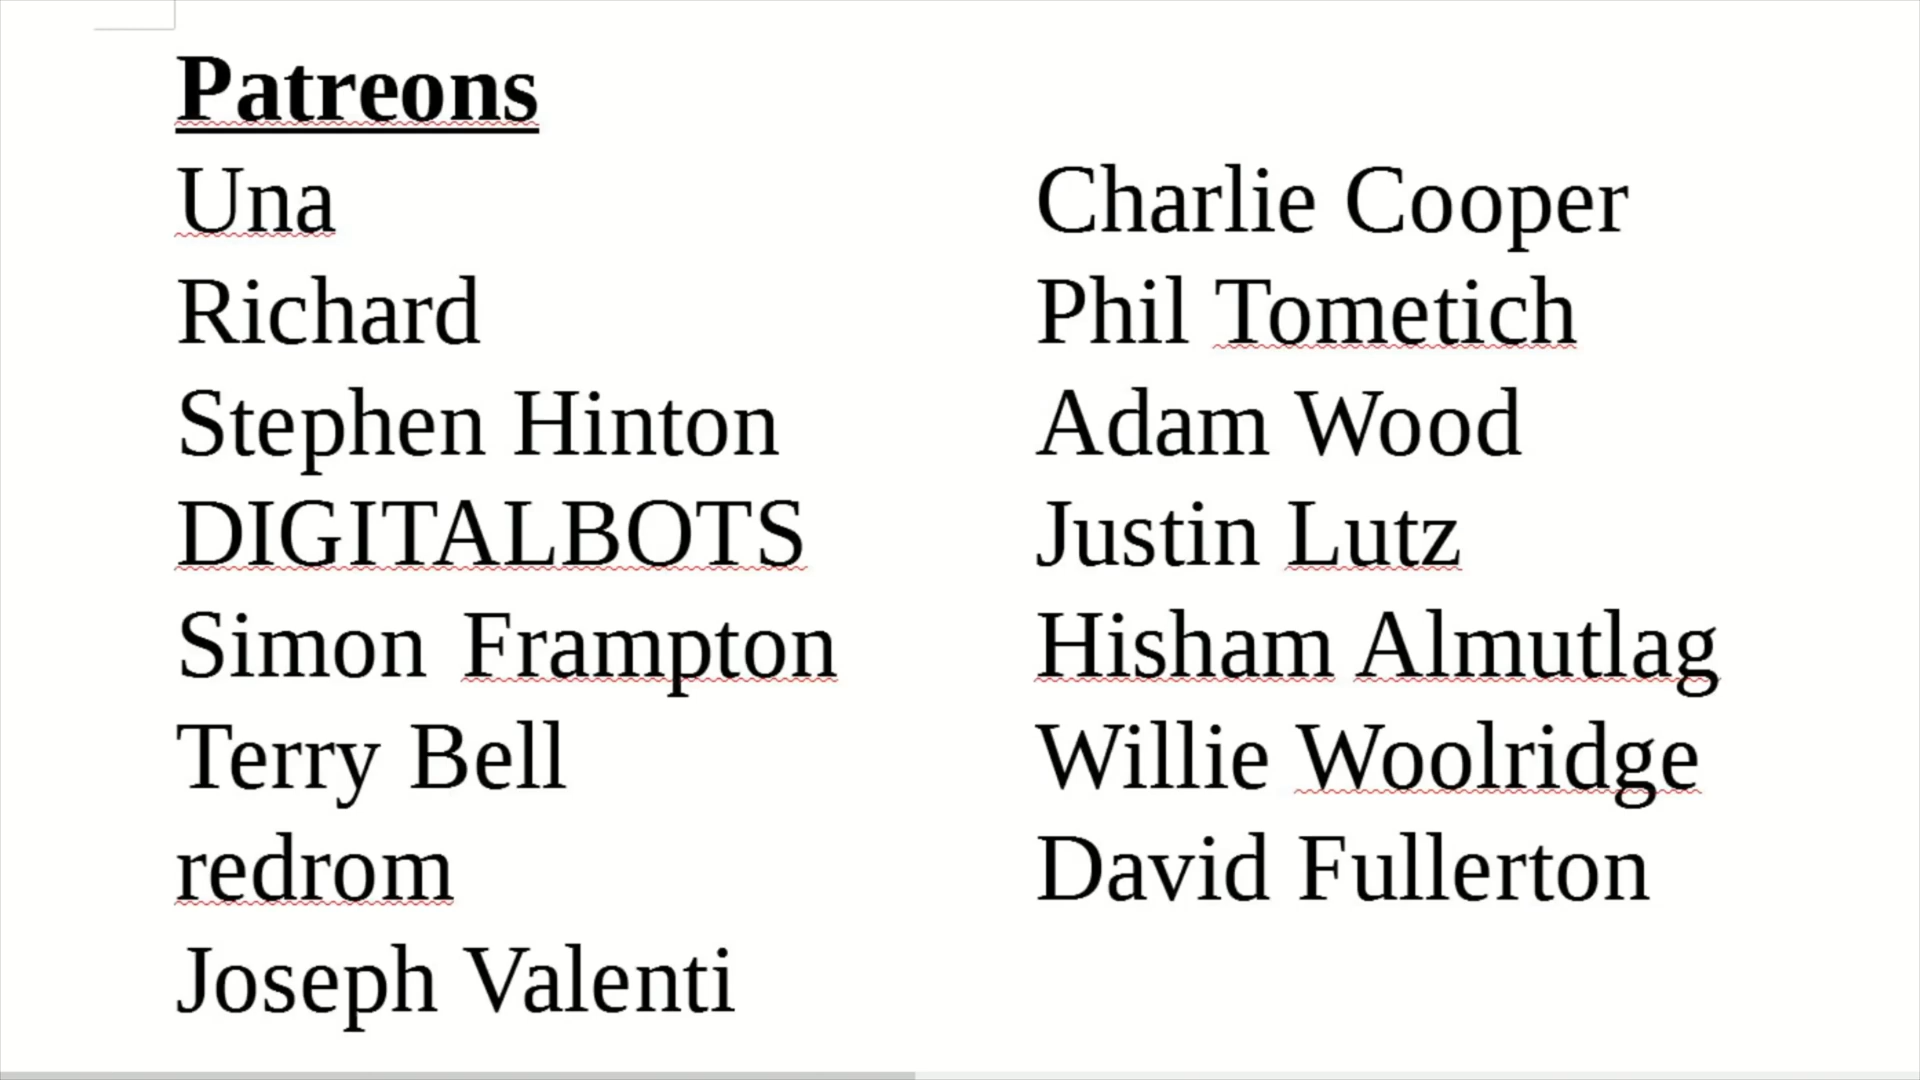 Patreons
Una
Richard
Stephen Hinton
DIGITALBOTS
Simon Frampton
Terry Bell
redrom
Joseph Valenti
Charlie Cooper
Phil Tometich
Adam Wood
Justin Lutz
Hisham Almutlag
Willie Woolridge
David Fullerton